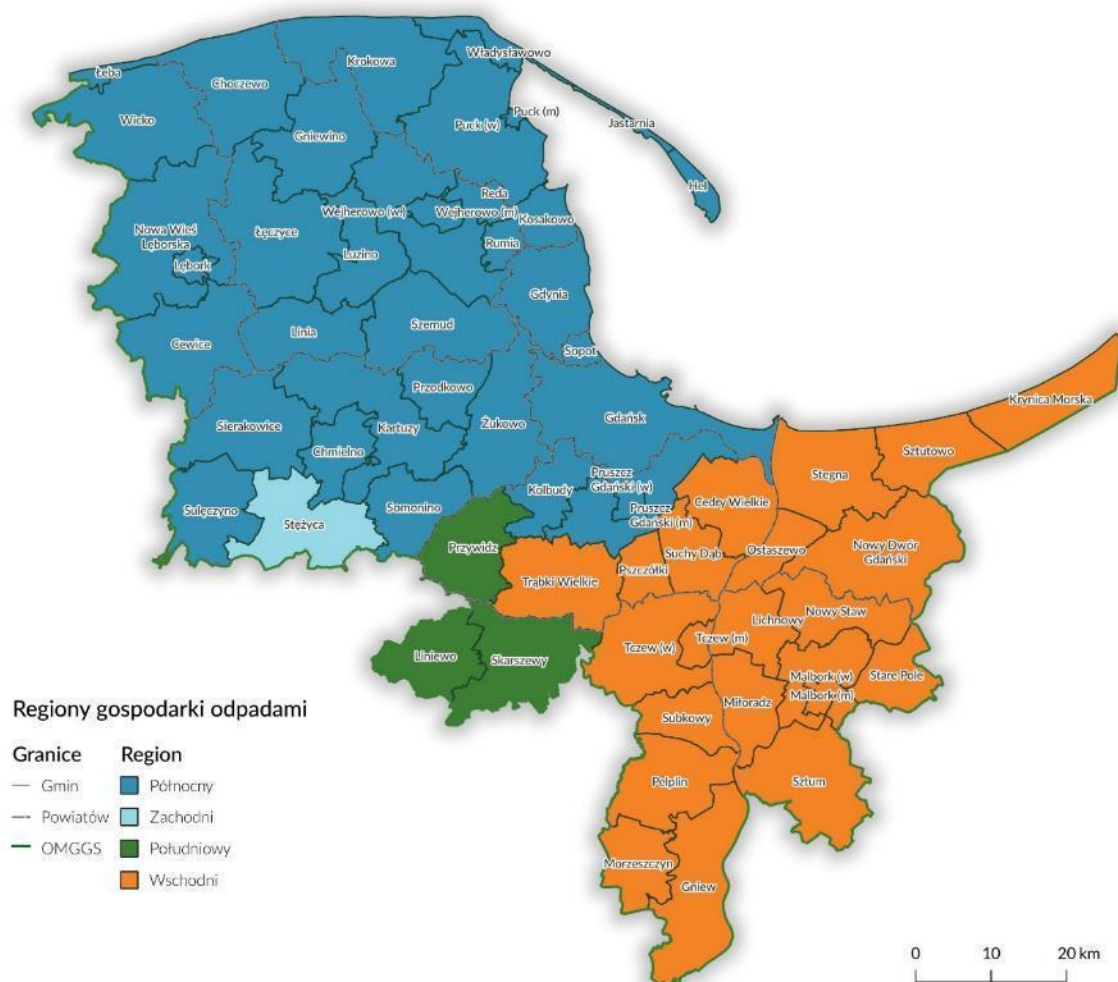 Łeba
Choczewo
Krokowa
Władysławowo
Wicko
Gniewino
Puck (w)
Puck (m)
Jastarnia
Hel
Reda
Nowa Wieś
Lęborska
Łęczyce
Wejherowo (w)
Wejherowo (m)
Kosakowo
Rumia
Luzino
Lębork
Gdynia
Cewice
Linia
Szemud
Sopot
Przodkowo
Sierakowice
Kartuzy
Żukowo
Gdańsk
Krynica Morska
Chmielno
Sztutowo
Stegna
Kolbudy
Pruszcz
Gdański (w)
Cedry Wielkie
Sulęczyno
Stężyca
Somonino
Pruszcz
Gdański (m)
Przywidz
Suchy Dąb
Ostaszewo
Nowy Dwór
Gdański
Trąbki Wielkie
Pszczółki
Lichnowy
Nowy Staw
Tczew (w)
Tczew (m)
Liniewo
Skarszewy
Malbork (w)
Malbork (m)
Stare Pole
Miłoradz
Subkowy
Pelplin
Sztum
Morzeszczyn
Gniew
Regiony gospodarki odpadami
Granice
Gmin
Powiatów
OMGGS
Region
Północny
Zachodni
Południowy
Wschodni
0 10 20 km